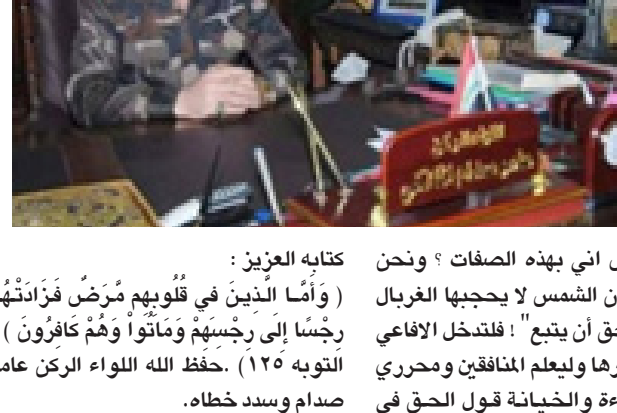 اني بهذه الصفات ؟ ونحن
الشمس لا يحجبها الغربال
أن يتبع" ! فلتدخل الافاعي
وليعلم المنافقين ومحرري
والخيانة قول الحق في
كتابه العزيز :
( وَأَمَّا الَّذِينَ في قُلُوبِهِم مَّرَضٌ فَزَادَتْهُ
رِجْسًا إِلَى رِجْسِهِمْ وَمَاتُواْ وَهُمْ كَافِرُونَ )
التوبه ١٢٥) .حفظ الله اللواء الركن عام
صدام وسدد خطاه.